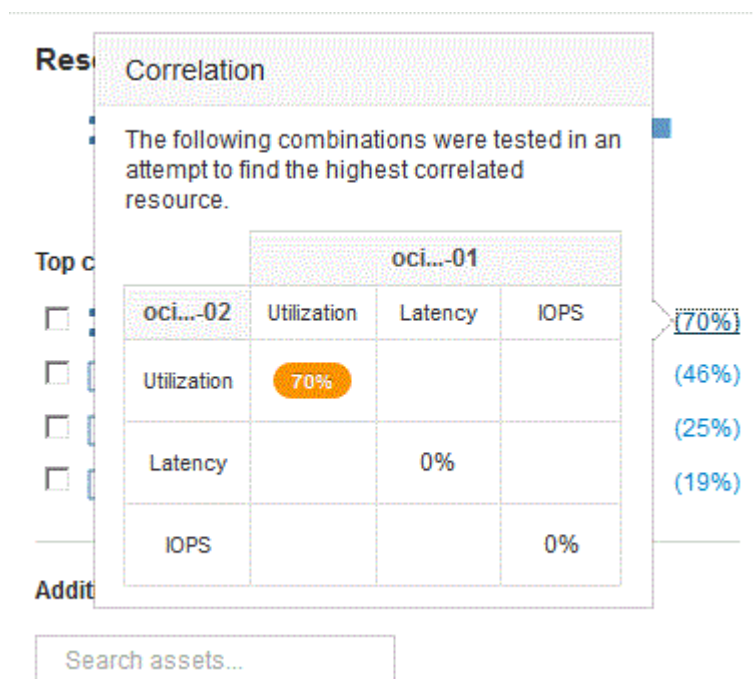 Res
Correlation
The following combinations were tested in an
attempt to find the highest correlated
resource.
Top c
oci...-01
oci...-02 Utilization Latency IOPS
(70%)
Utilization 70%
(46%)
(25%)
Latency 0%
(19%)
IOPS 0%
Addit
Search assets...